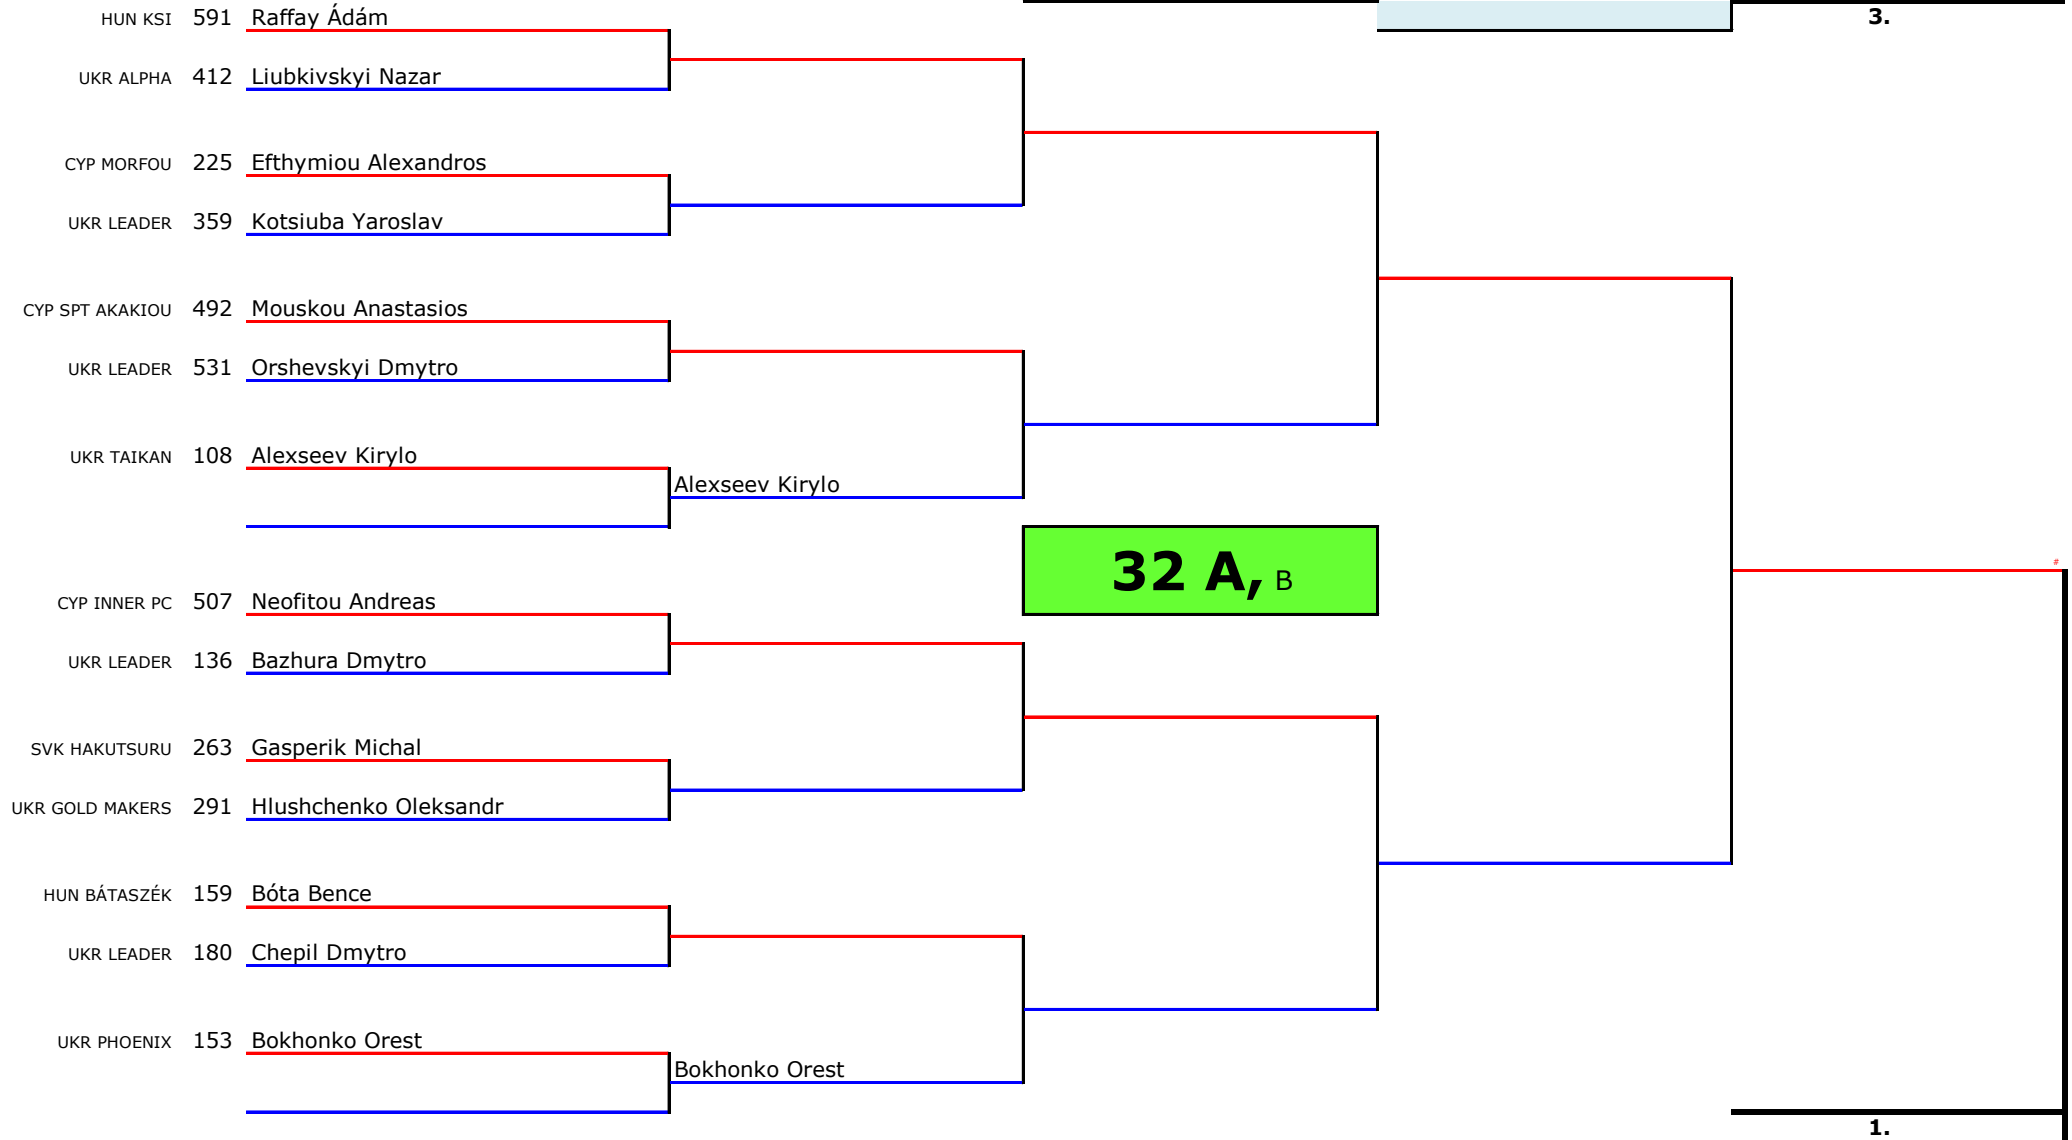 HUN KSI 591 Raffay Ádám
3.
UKR ALPHA 412 Liubkivskyi Nazar
CYP MORFOU 225 Efthymiou Alexandros
UKR LEADER 359 Kotsiuba Yaroslav
CYP SPT AKAKIOU 492 Mouskou Anastasios
UKR LEADER 531 Orshevskyi Dmytro
UKR TAIKAN 108 Alexseev Kirylo
Alexseev Kirylo
32 A, B
#
CYP INNER PC 507 Neofitou Andreas
UKR LEADER 136 Bazhura Dmytro
SVK HAKUTSURU 263 Gasperik Michal
UKR GOLD MAKERS 291 Hlushchenko Oleksandr
HUN BÁTASZÉK 159 Bóta Bence
UKR LEADER 180 Chepil Dmytro
UKR PHOENIX 153 Bokhonko Orest
Bokhonko Orest
1.